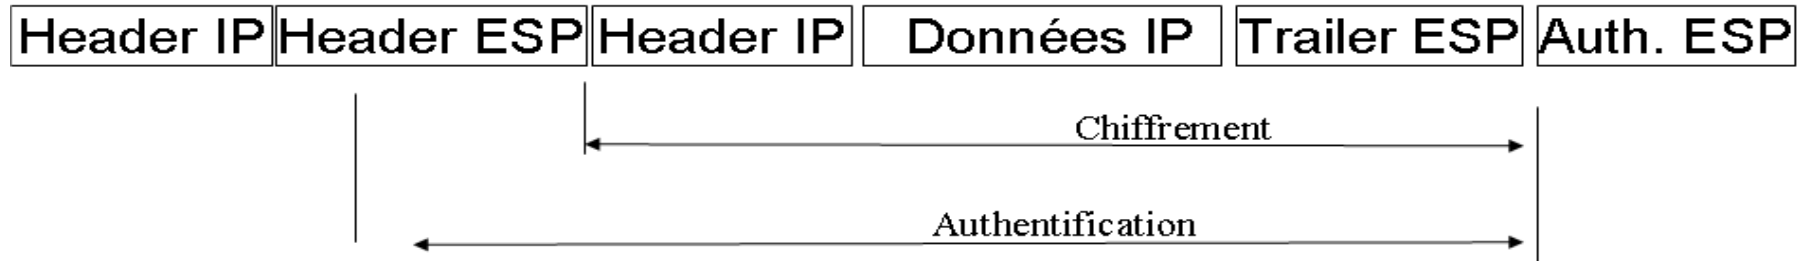 Header IP Header ESP Header IP Données IP Trailer ESP Auth. ESP
Chiffrement
Authentification